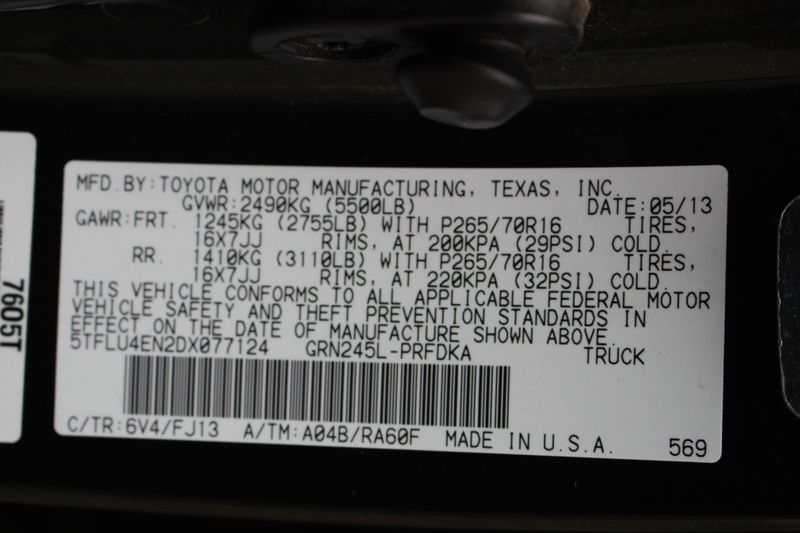 MFD.BY:TOYOTA MOTOR MANUFACTURING, TEXAS, INC.
GVWR:2490KG (5500LB) DATE:05/13
GAWR:FRT. 1245KG (2755LB) WITH P265/70R16 TIRES,
16X7JJ RIMS, AT 200KPA (29PSI) COLD.
RR. 1410KG (3110LB) WITH P265/70R16 TIRES,
16X7JJ RIMS, AT 220KPA (32PSI) COLD.
THIS VEHICLE CONFORMS TO ALL APPLICABLE FEDERAL MOTOR
VEHICLE SAFETY AND THEFT PREVENTION STANDARDS IN
EFFECT ON THE DATE OF MANUFACTURE SHOWN ABOVE.
5TFLU4EN2DX077124 GRN245L-PRFDKA TRUCK
C/TR:6V4/FJ13 A/TM:A04B/RA60F MADE IN U.S.A. 569
7605T